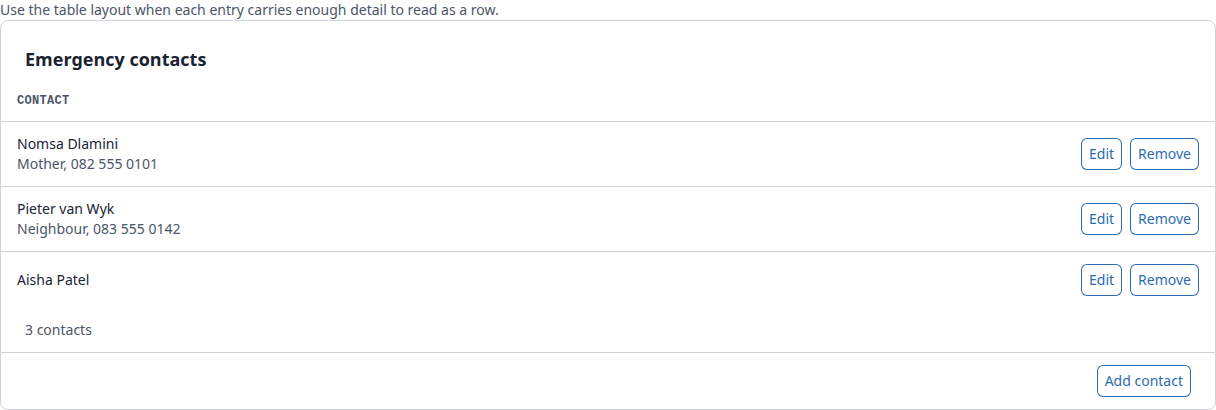 Use the table layout when each entry carries enough detail to read as a row.
Emergency contacts
CONTACT
Nomsa Dlamini
Mother, 082 555 0101
Edit Remove
Pieter van Wyk
Neighbour, 083 555 0142
Edit Remove
Aisha Patel
Edit Remove
3 contacts
Add contact